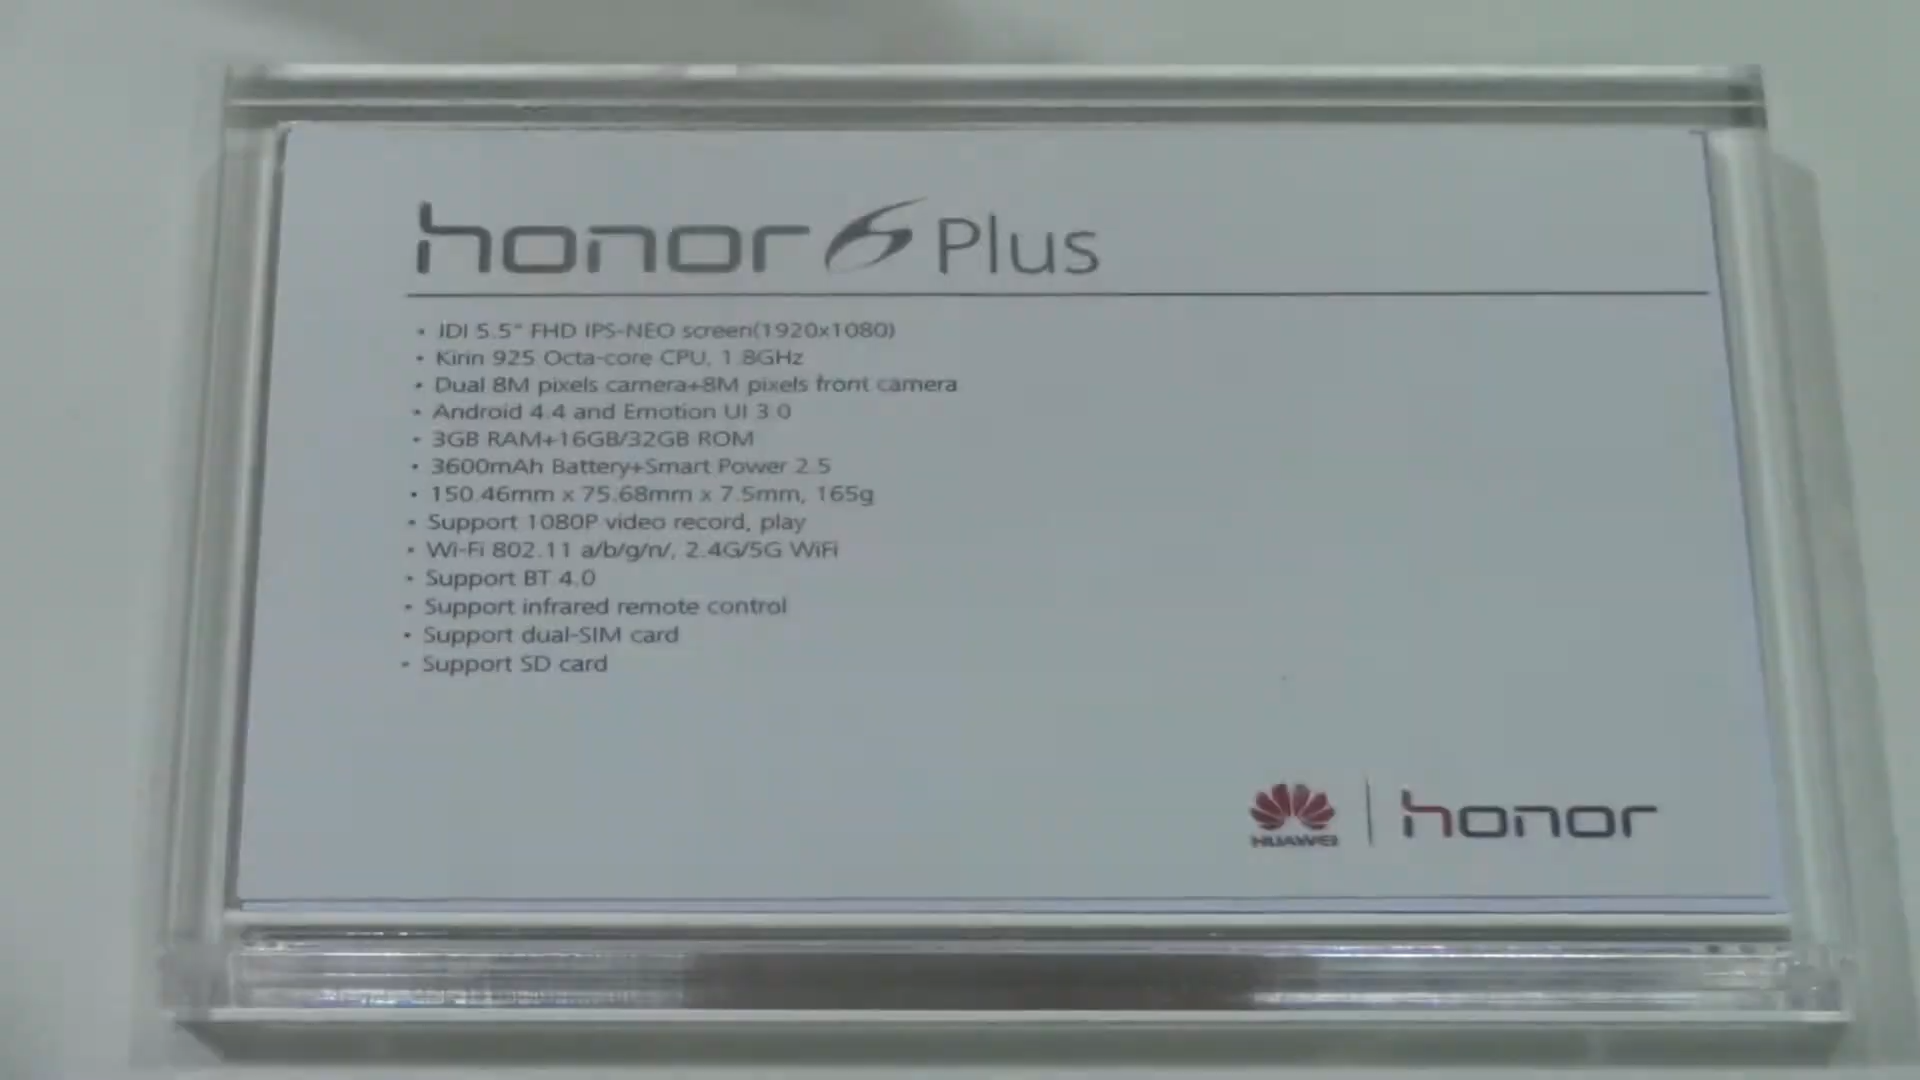 honor 6 Plus
• JDI 5.5" FHD IPS-NEO screen(1920x1080)
• Kirin 925 Octa-core CPU, 1.8GHz
• Dual 8M pixels camera+8M pixels front camera
• Android 4.4 and Emotion UI 3.0
• 3GB RAM+16GB/32GB ROM
• 3600mAh Battery+Smart Power 2.5
• 150.46mm x 75.68mm x 7.5mm, 165g
• Support 1080P video record, play
• Wi-Fi 802.11 a/b/g/n/, 2.4G/5G WiFi
• Support BT 4.0
• Support infrared remote control
• Support dual-SIM card
• Support SD card
HUAWEI | honor